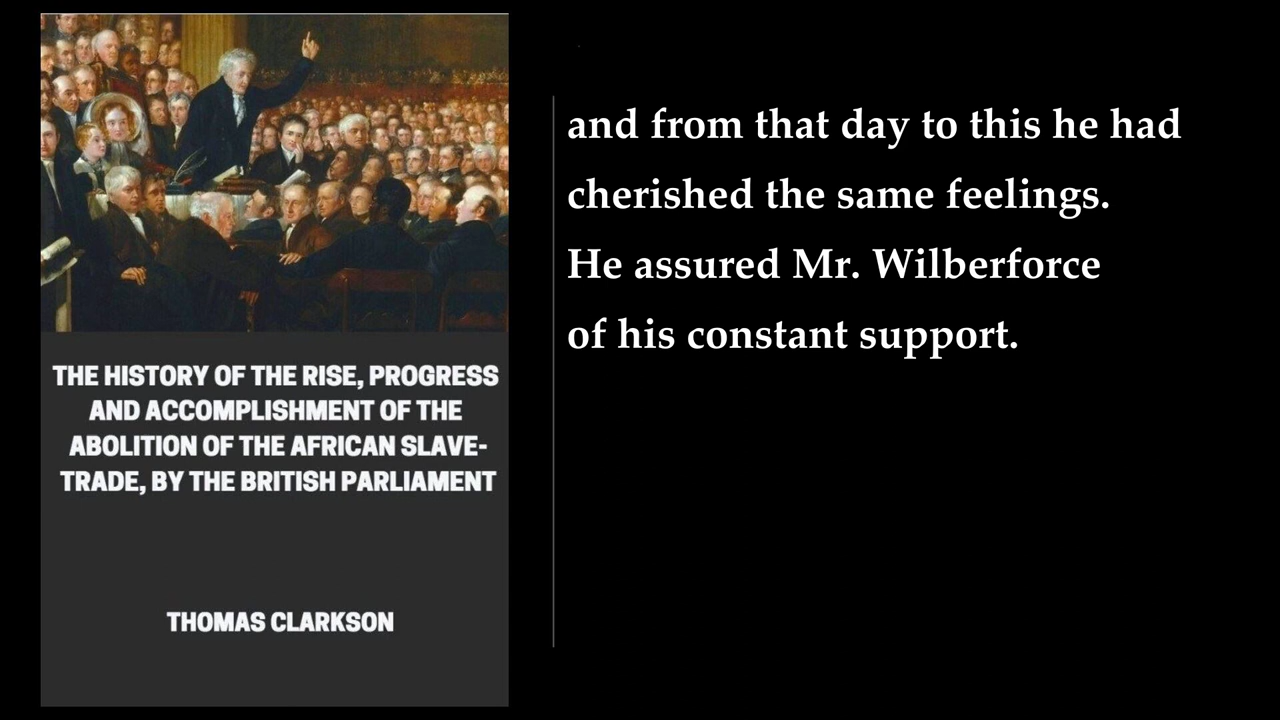 THE HISTORY OF THE RISE, PROGRESS
AND ACCOMPLISHMENT OF THE
ABOLITION OF THE AFRICAN SLAVE-
TRADE, BY THE BRITISH PARLIAMENT
THOMAS CLARKSON
and from that day to this he had
cherished the same feelings.
He assured Mr. Wilberforce
of his constant support.